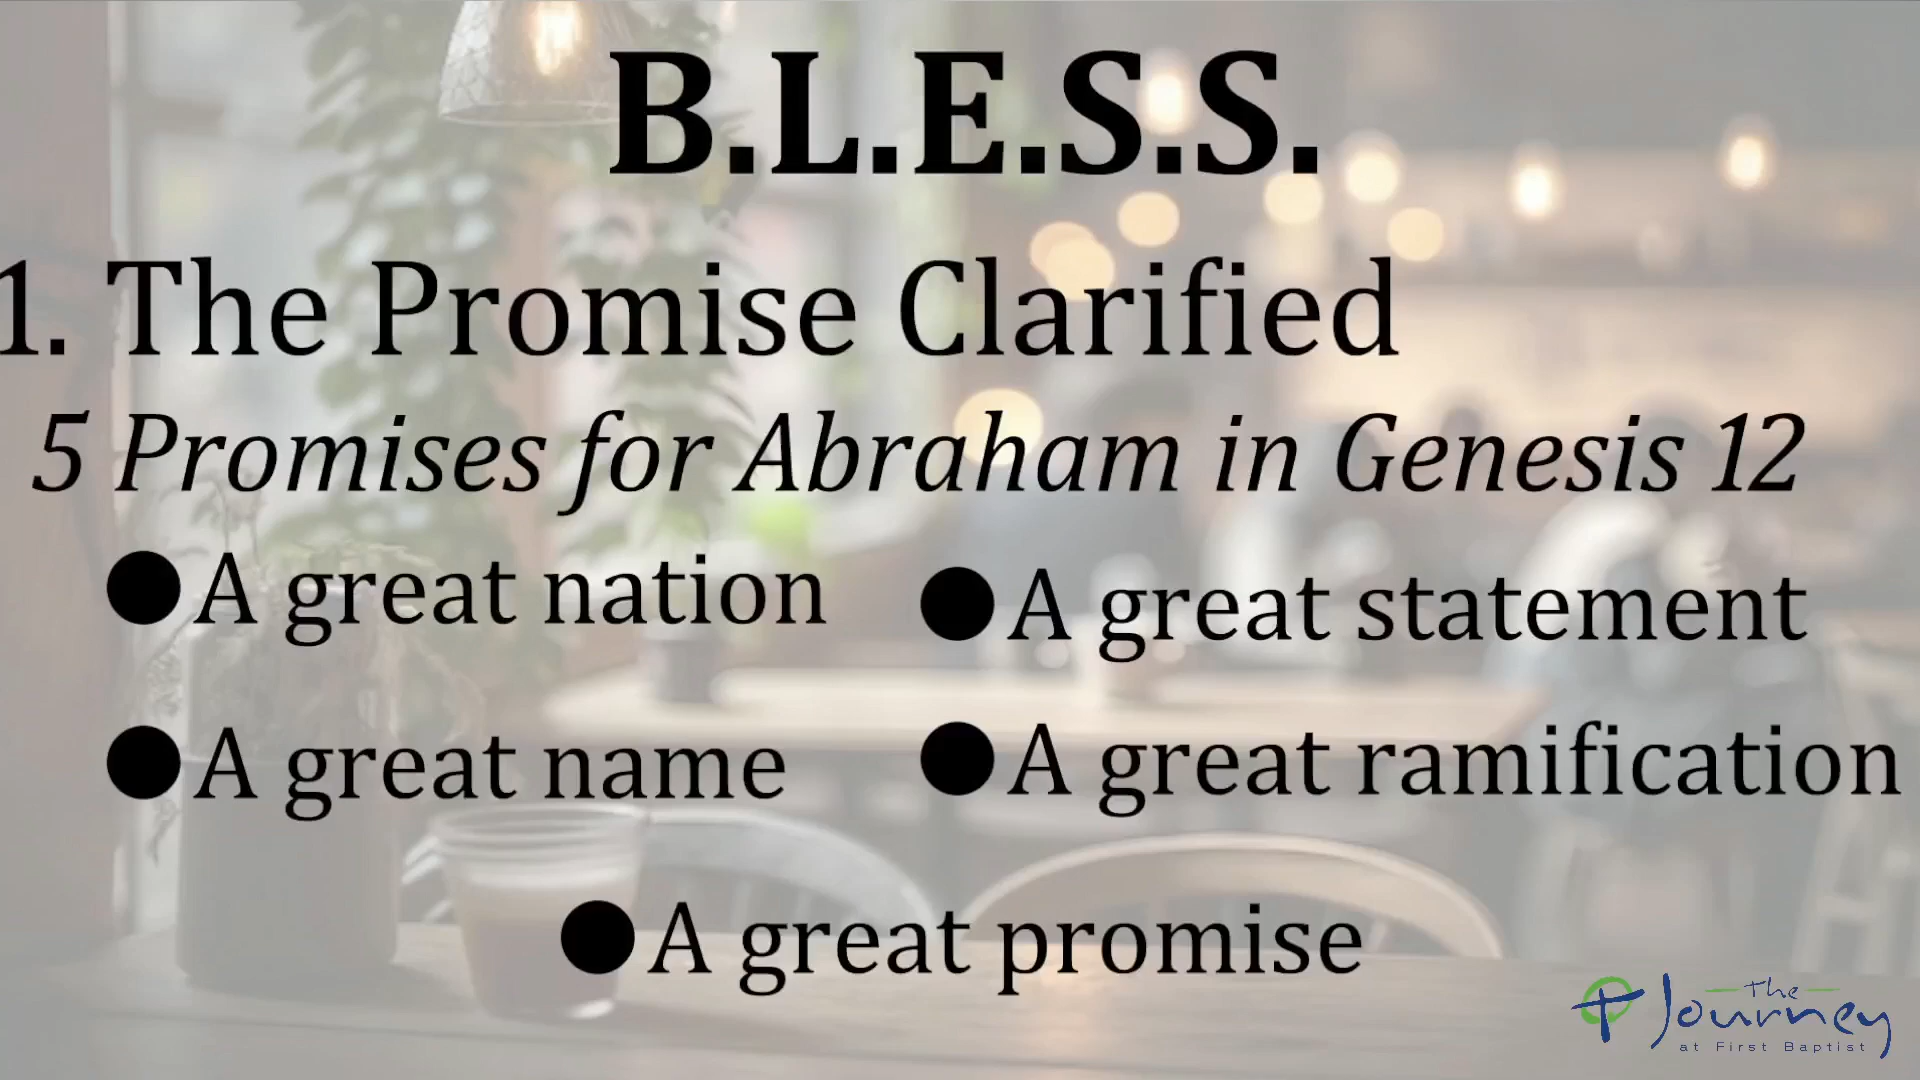 B.L.E.S.S.
1. The Promise Clarified
5 Promises for Abraham in Genesis 12
●A great nation
●A great statement
●A great name
●A great ramification
●A great promise
The
Journey
at First Baptist